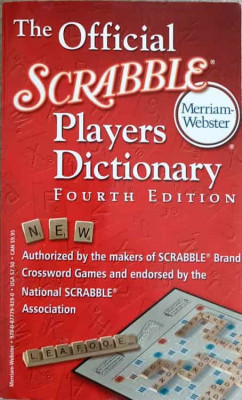 The Official
SCRABBLE®
Merriam-
Webster®
Players
Dictionary
FOURTH EDITION
NEW
Authorized by the makers of SCRABBLE® Brand
Crossword Games and endorsed by the
National SCRABBLE®
Association